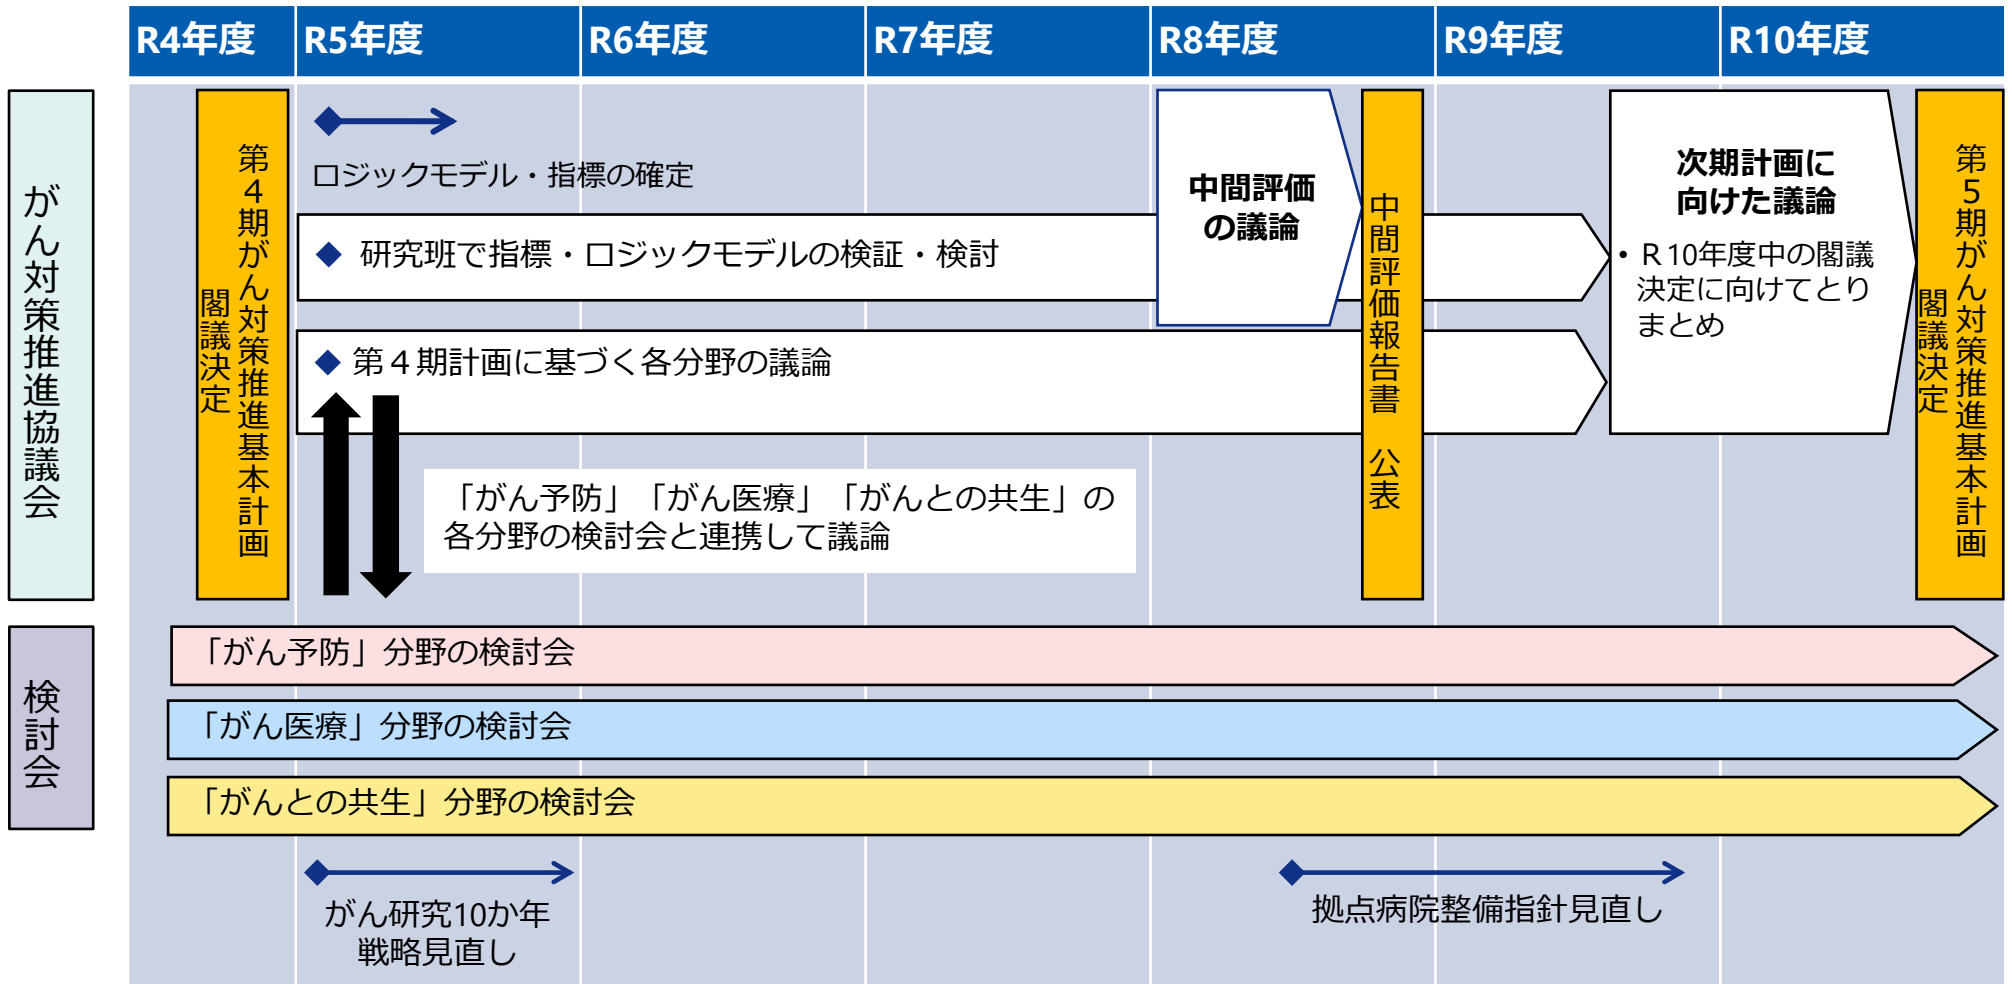 R4年度
R5年度
R6年度
R7年度
R8年度
R9年度
R10年度
がん対策推進協議会
第４期がん対策推進基本計画
閣議決定
ロジックモデル・指標の確定
◆ 研究班で指標・ロジックモデルの検証・検討
◆ 第４期計画に基づく各分野の議論
「がん予防」「がん医療」「がんとの共生」の
各分野の検討会と連携して議論
中間評価
の議論
中間評価報告書　公表
次期計画に
向けた議論
• Ｒ10年度中の閣議
決定に向けてとり
まとめ
第５期がん対策推進基本計画
閣議決定
検討会
「がん予防」分野の検討会
「がん医療」分野の検討会
「がんとの共生」分野の検討会
がん研究10か年
戦略見直し
拠点病院整備指針見直し